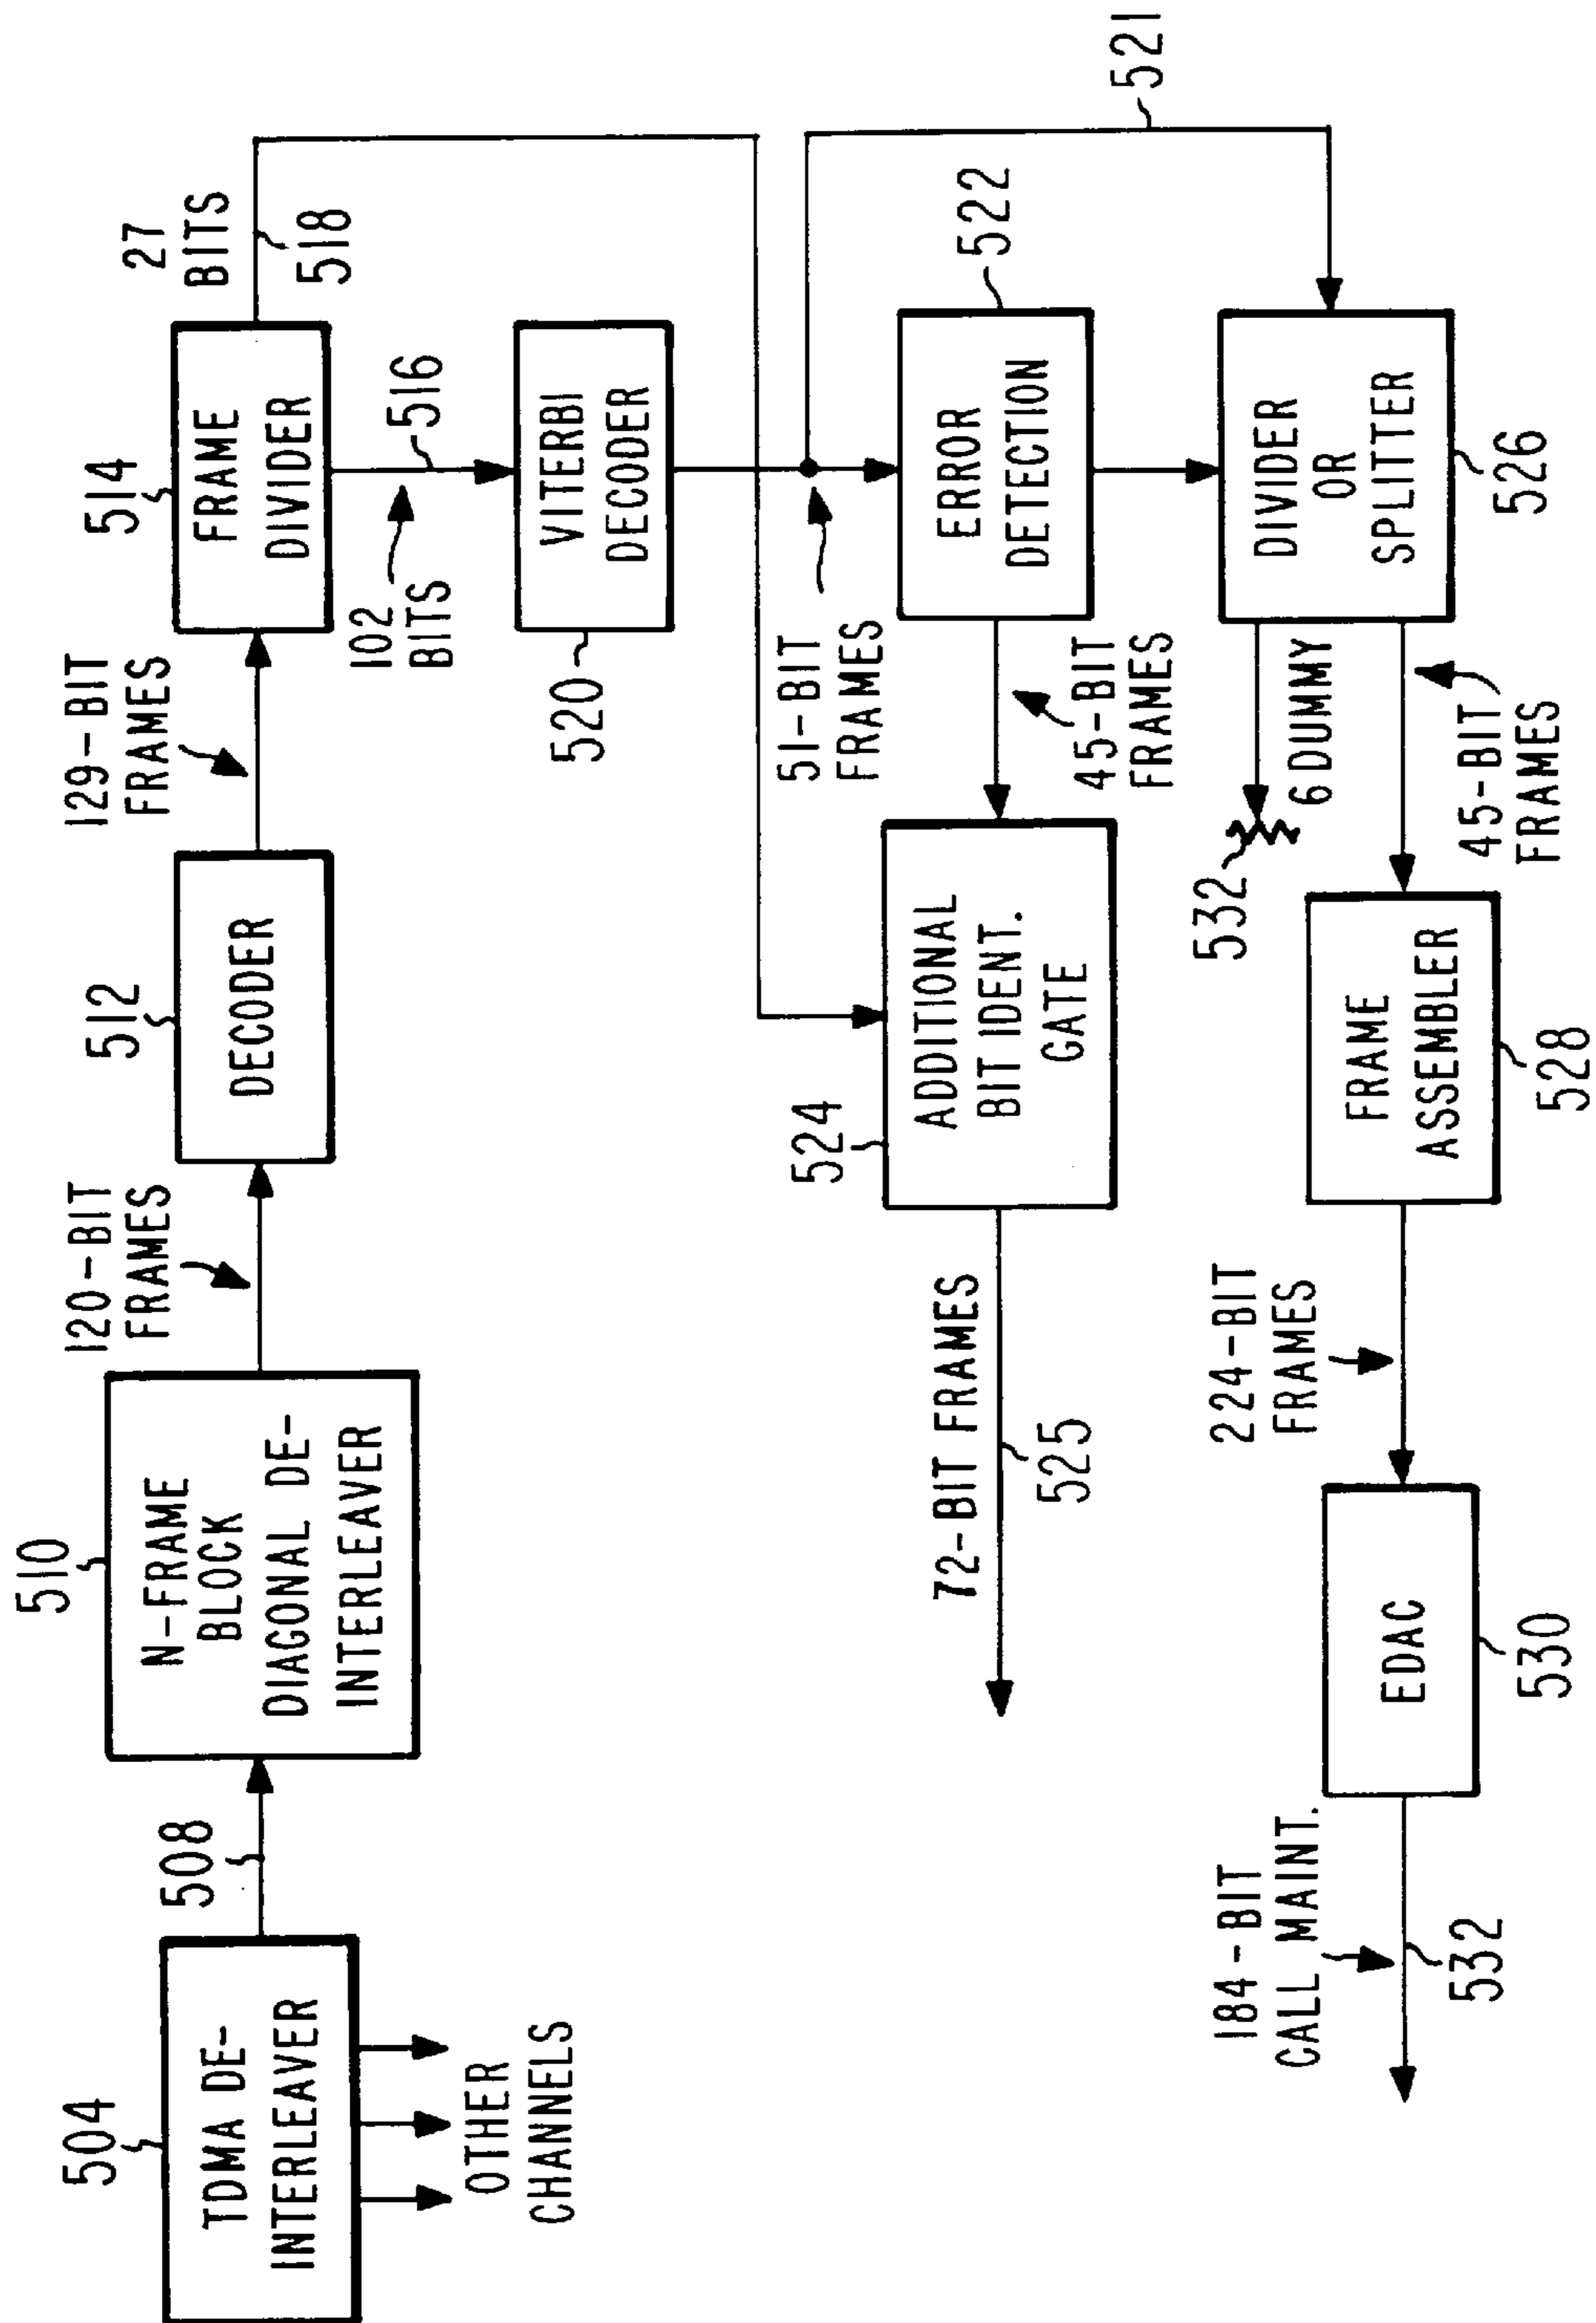 504
TDMA DE-
INTERLEAVER
OTHER
CHANNELS
508
510
N-FRAME
BLOCK
DIAGONAL DE-
INTERLEAVER
120-BIT
FRAMES
512
DECODER
129-BIT
FRAMES
514
FRAME
DIVIDER
27
BITS
518
102
BITS
516
VITERBI
DECODER
520
51-BIT
FRAMES
521
ERROR
DETECTION
522
45-BIT
FRAMES
524
ADDITIONAL
BIT IDENT.
GATE
72-BIT FRAMES
525
DIVIDER
OR
SPLITTER
526
6 DUMMY
532
45-BIT
FRAMES
FRAME
ASSEMBLER
528
224-BIT
FRAMES
EDAC
530
184-BIT
CALL MAINT.
532